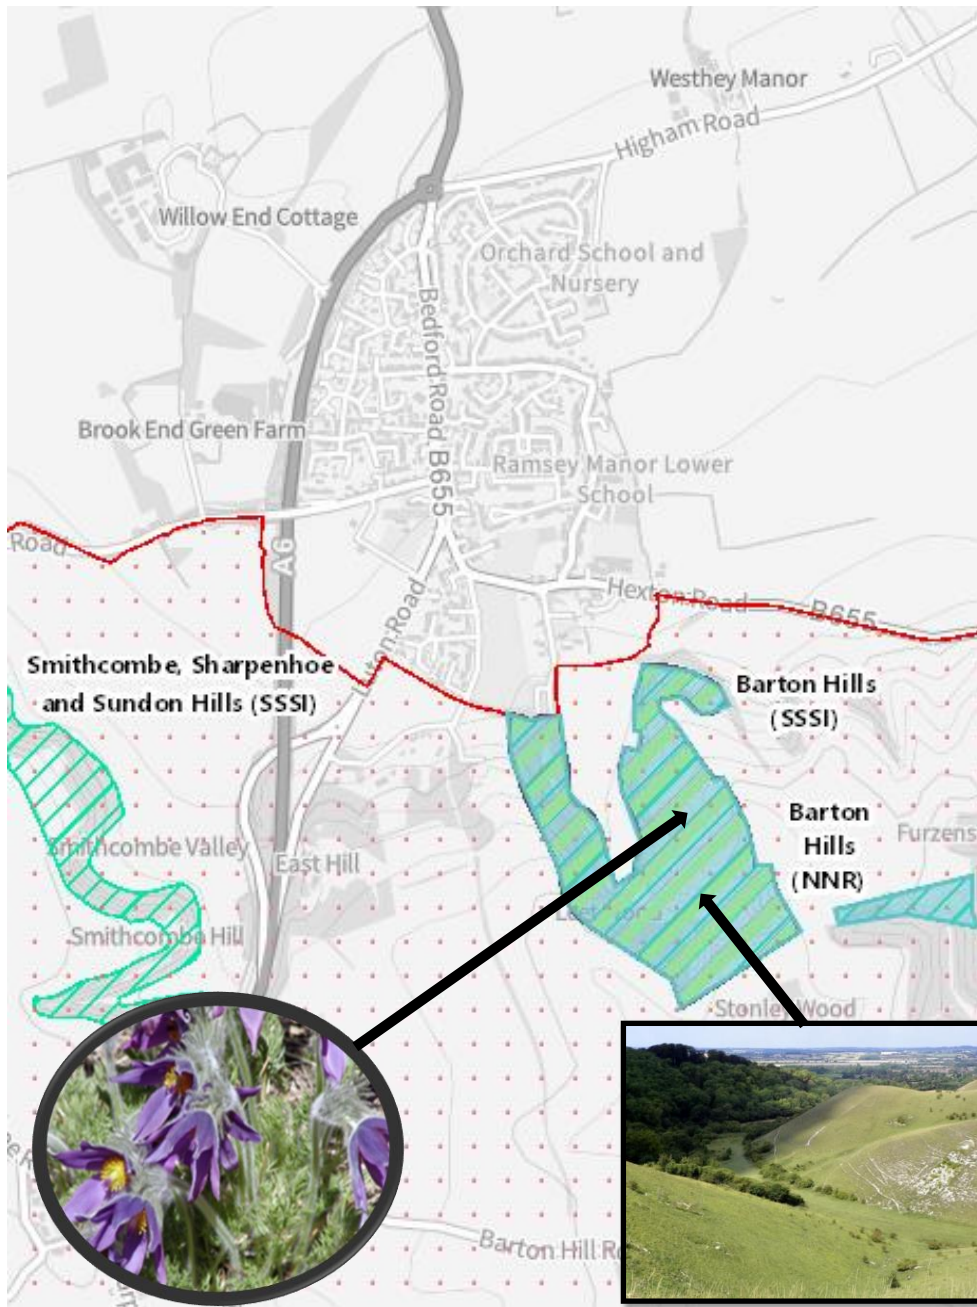 Westhey Manor
Higham Road
Willow End Cottage
Orchard School and
Nursery
Bedford Road B655
Brook End Green Farm
Ramsey Manor Lower
School
Road
A6
Luton Road
Hexton Road
B655
Smithcombe, Sharpenhoe
and Sundon Hills (SSSI)
Barton Hills
(SSSI)
Barton
Hills
(NNR)
Smithcombe Valley
East Hill
Furzens
Smithcombe Hill
Stonley Wood
Barton Hill R